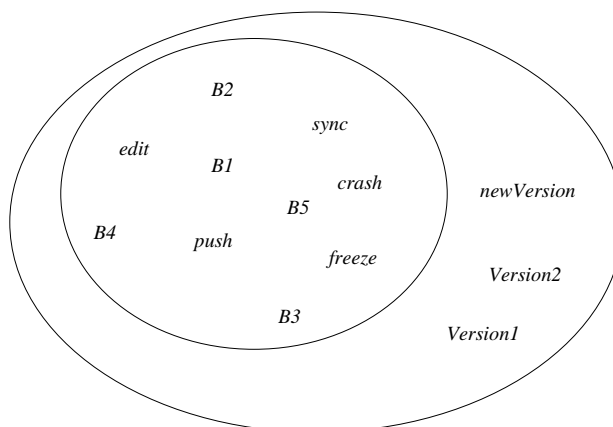 B2
sync
edit
B1
crash
newVersion
B5
B4
push
freeze
Version2
B3
Version1